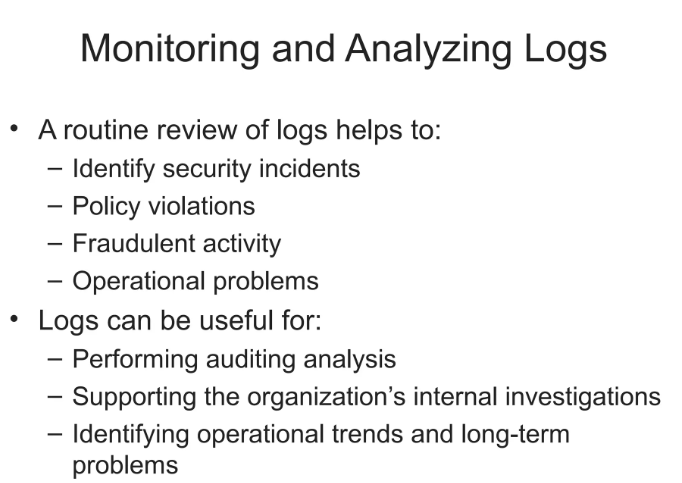 Monitoring and Analyzing Logs
• A routine review of logs helps to:
– Identify security incidents
– Policy violations
– Fraudulent activity
– Operational problems
• Logs can be useful for:
– Performing auditing analysis
– Supporting the organization’s internal investigations
– Identifying operational trends and long-term
problems